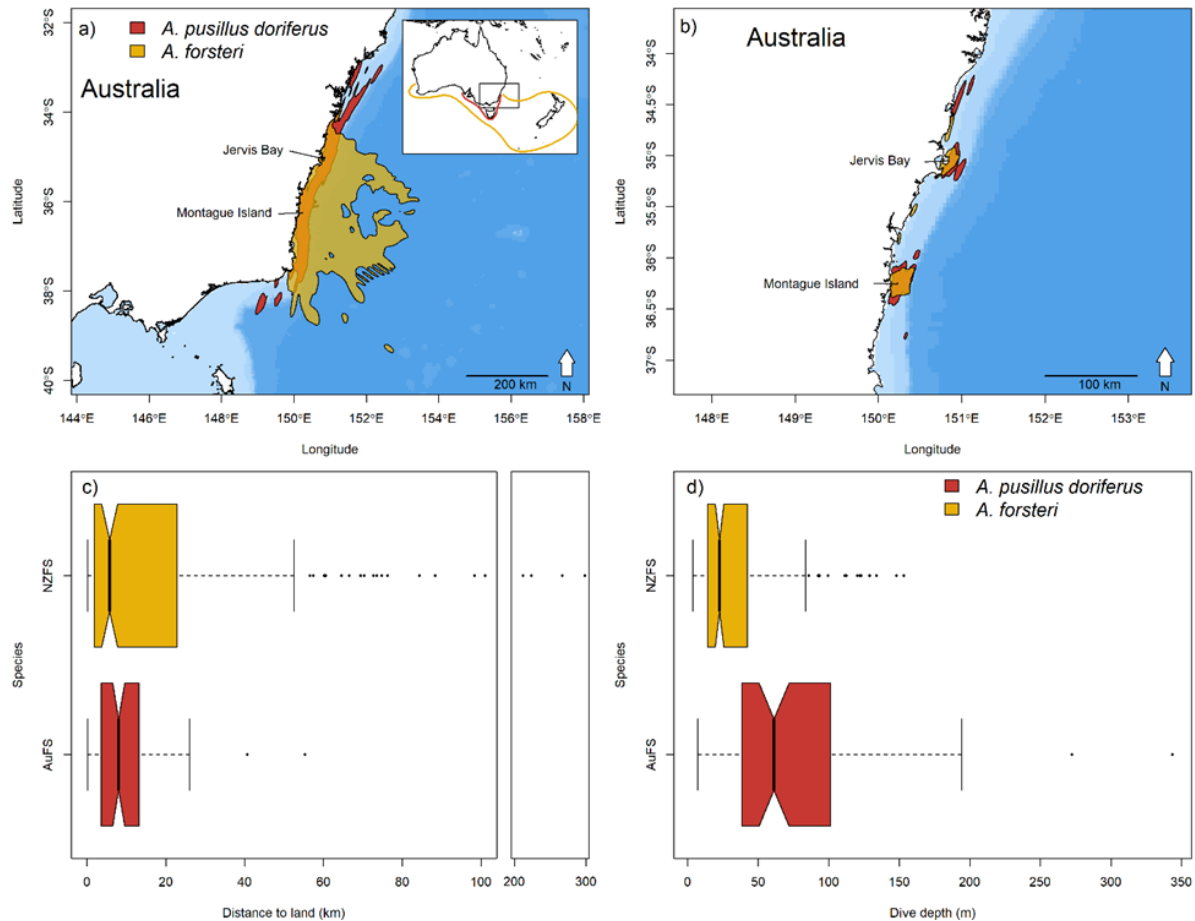 a)
A. pusillus doriferus
A. forsteri
Australia
Jervis Bay
Montague Island
200 km
N
32°S
34°S
36°S
38°S
40°S
Latitude
144°E 146°E 148°E 150°E 152°E 154°E 156°E 158°E
Longitude
b)
Australia
Jervis Bay
Montague Island
100 km
N
34°S
34.5°S
35°S
35.5°S
36°S
36.5°S
37°S
Latitude
148°E 149°E 150°E 151°E 152°E 153°E
Longitude
c)
NZFS
AuFS
Species
0 20 40 60 80 100 200 300
Distance to land (km)
d)
A. pusillus doriferus
A. forsteri
NZFS
AuFS
Species
0 50 100 150 200 250 300 350
Dive depth (m)